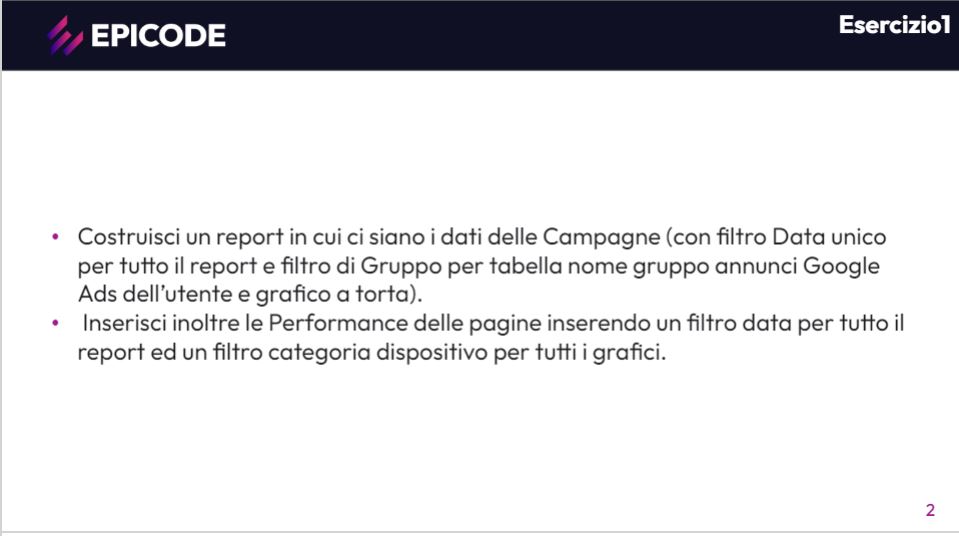 EPICODE
Esercizio1
• Costruisci un report in cui ci siano i dati delle Campagne (con filtro Data unico
per tutto il report e filtro di Gruppo per tabella nome gruppo annunci Google
Ads dell'utente e grafico a torta).
• Inserisci inoltre le Performance delle pagine inserendo un filtro data per tutto il
report ed un filtro categoria dispositivo per tutti i grafici.
2